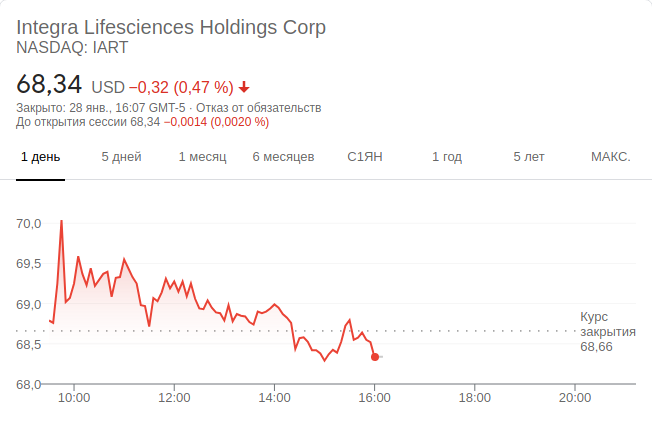 Integra Lifesciences Holdings Corp
NASDAQ: IART
68,34 USD −0,32 (0,47 %)
Закрыто: 28 янв., 16:07 GMT-5 · Отказ от обязательств
До открытия сессии 68,34 −0,0014 (0,0020 %)
1 день 5 дней 1 месяц 6 месяцев С1ЯН 1 год 5 лет МАКС.
70,0
69,5
69,0
68,5
68,0
Курс
закрытия
68,66
10:00 12:00 14:00 16:00 18:00 20:00